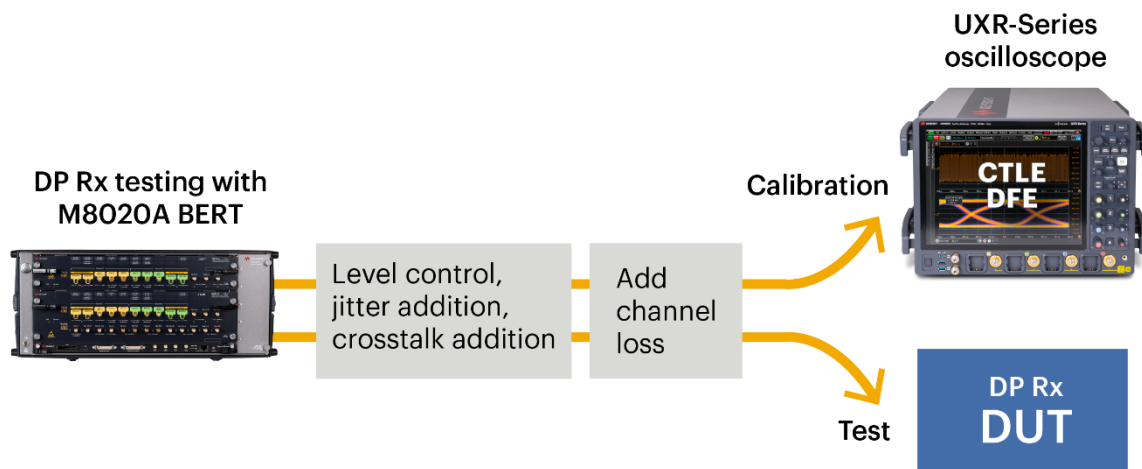 UXR-Series
oscilloscope
DP Rx testing with
M8020A BERT
Level control,
jitter addition,
crosstalk addition
Add
channel
loss
Calibration
CTLE
DFE
Test
DP Rx
DUT